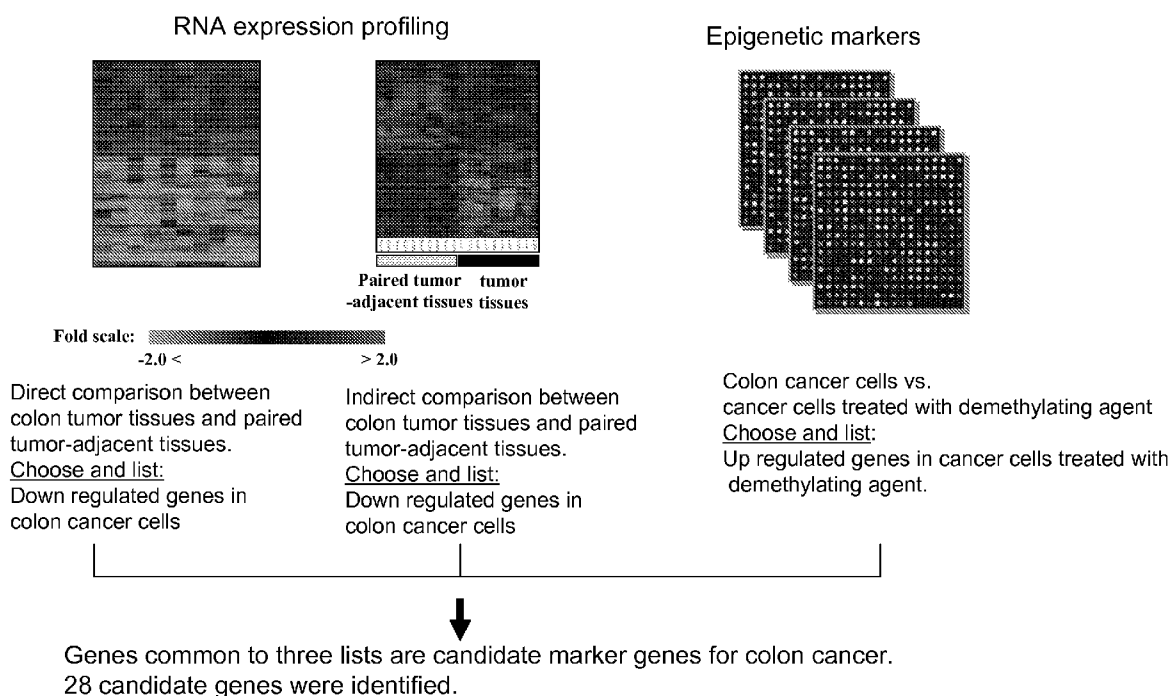 RNA expression profiling
Epigenetic markers
Paired tumor
-adjacent tissues
tumor
tissues
Fold scale:
-2.0 <
> 2.0
Direct comparison between
colon tumor tissues and paired
tumor-adjacent tissues.
Choose and list:
Down regulated genes in
colon cancer cells
Indirect comparison between
colon tumor tissues and paired
tumor-adjacent tissues.
Choose and list:
Down regulated genes in
colon cancer cells
Colon cancer cells vs.
cancer cells treated with demethylating agent
Choose and list:
Up regulated genes in cancer cells treated with
demethylating agent.
Genes common to three lists are candidate marker genes for colon cancer.
28 candidate genes were identified.